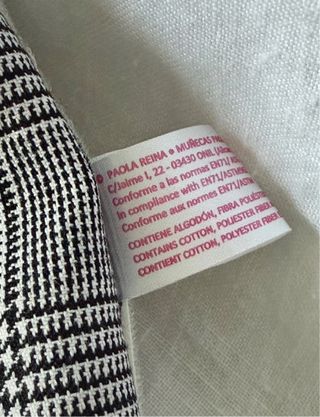 ® PAOLA REINA • MUÑECAS
C/Jaime I, 22 - 03430 ONIL
Conforme a las normas EN71/
In compliance with EN71/ASTM
Conforme aux normes EN71/
CONTIENE ALGODÓN, FIBRA POLIÉSTER
CONTAINS COTTON, POLYESTER FIBER
CONTIENT COTTON, POLYESTER FIBER